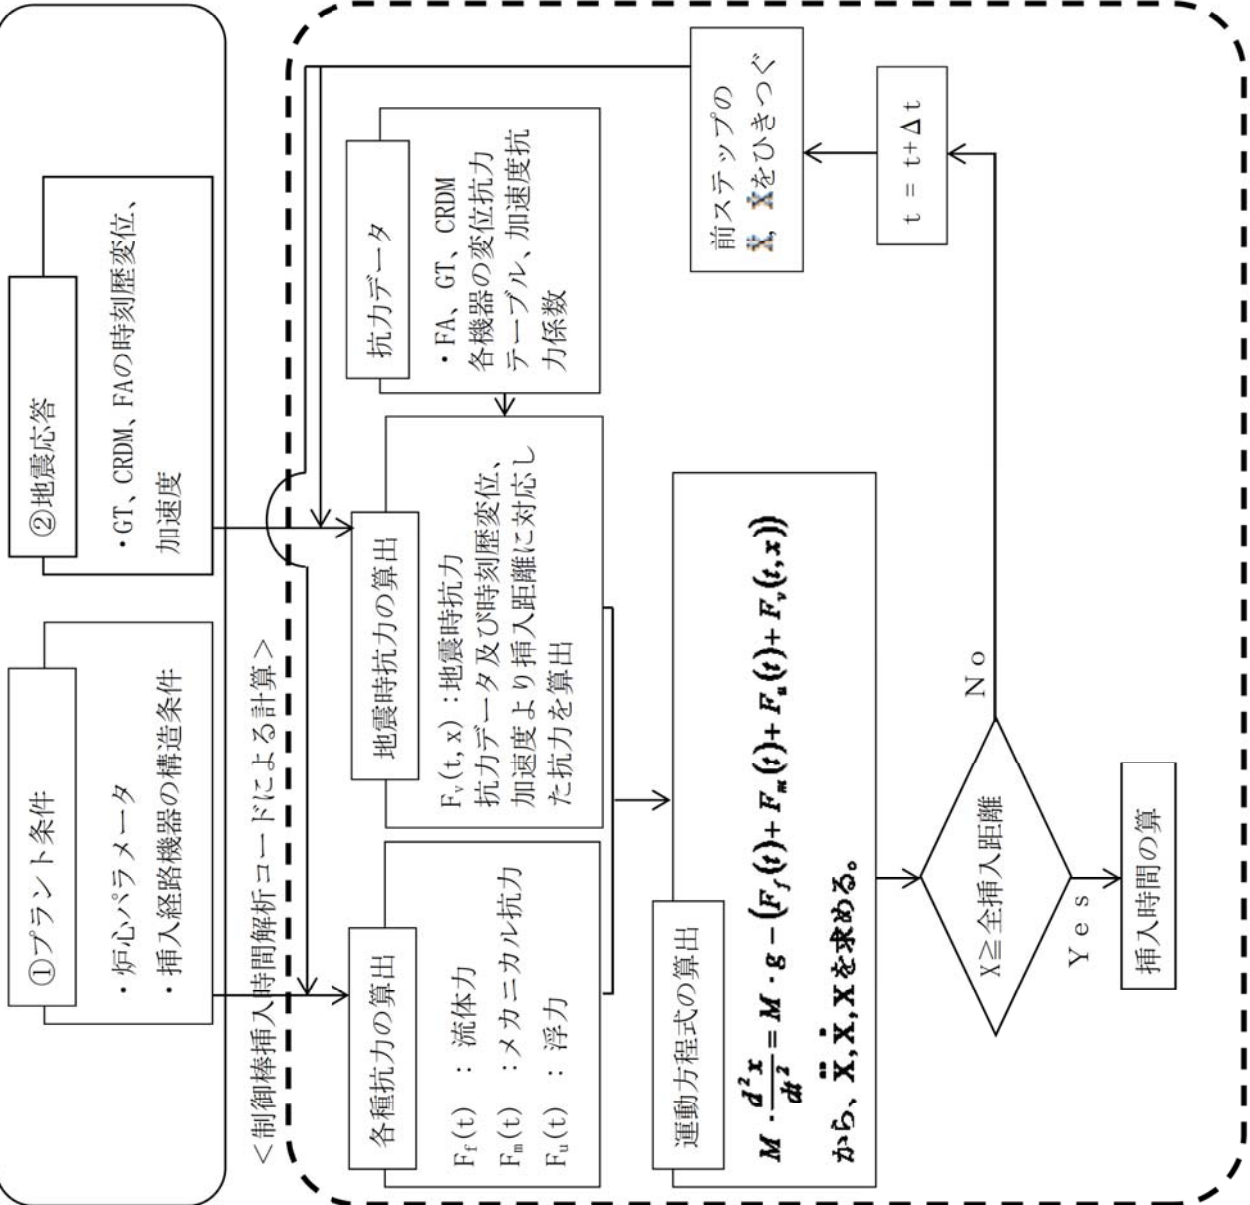 ①プラント条件
・炉心パラメータ
・挿入経路機器の構造条件
②地震応答
・GT、CRDM、FAの時刻歴変位、
加速度
＜制御棒挿入時間解析コードによる計算＞
各種抗力の算出
F_f(t) ： 流体力
F_m(t) ：メカニカル抗力
F_u(t) ： 浮力
地震時抗力の算出
F_v(t,x)：地震時抗力
抗力データ及び時刻歴変位、
加速度より挿入距離に対応し
た抗力を算出
抗力データ
・FA、GT、CRDM
各機器の変位抗力
テーブル、加速度抗
力係数
運動方程式の算出
M・d²x/dt² = M・g − (F_f(t)+F_m(t)+F_u(t)+F_v(t,x))
から、Ẍ,Ẋ,Xを求める。
X≧全挿入距離
No
Yes
挿入時間の算
t = t+Δt
前ステップの
をひきつぐ